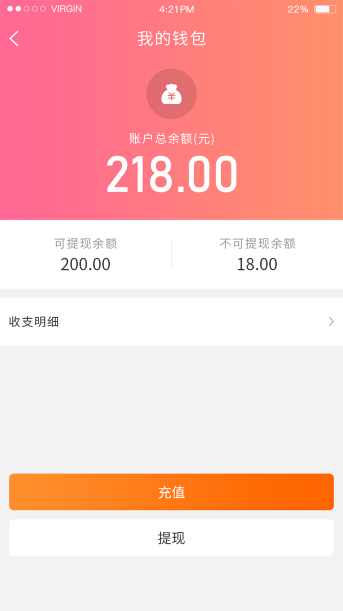 VIRGIN 4:21PM 22%
我的钱包
¥
账户总余额(元)
218.00
可提现余额 不可提现余额
200.00 18.00
收支明细
充值
提现